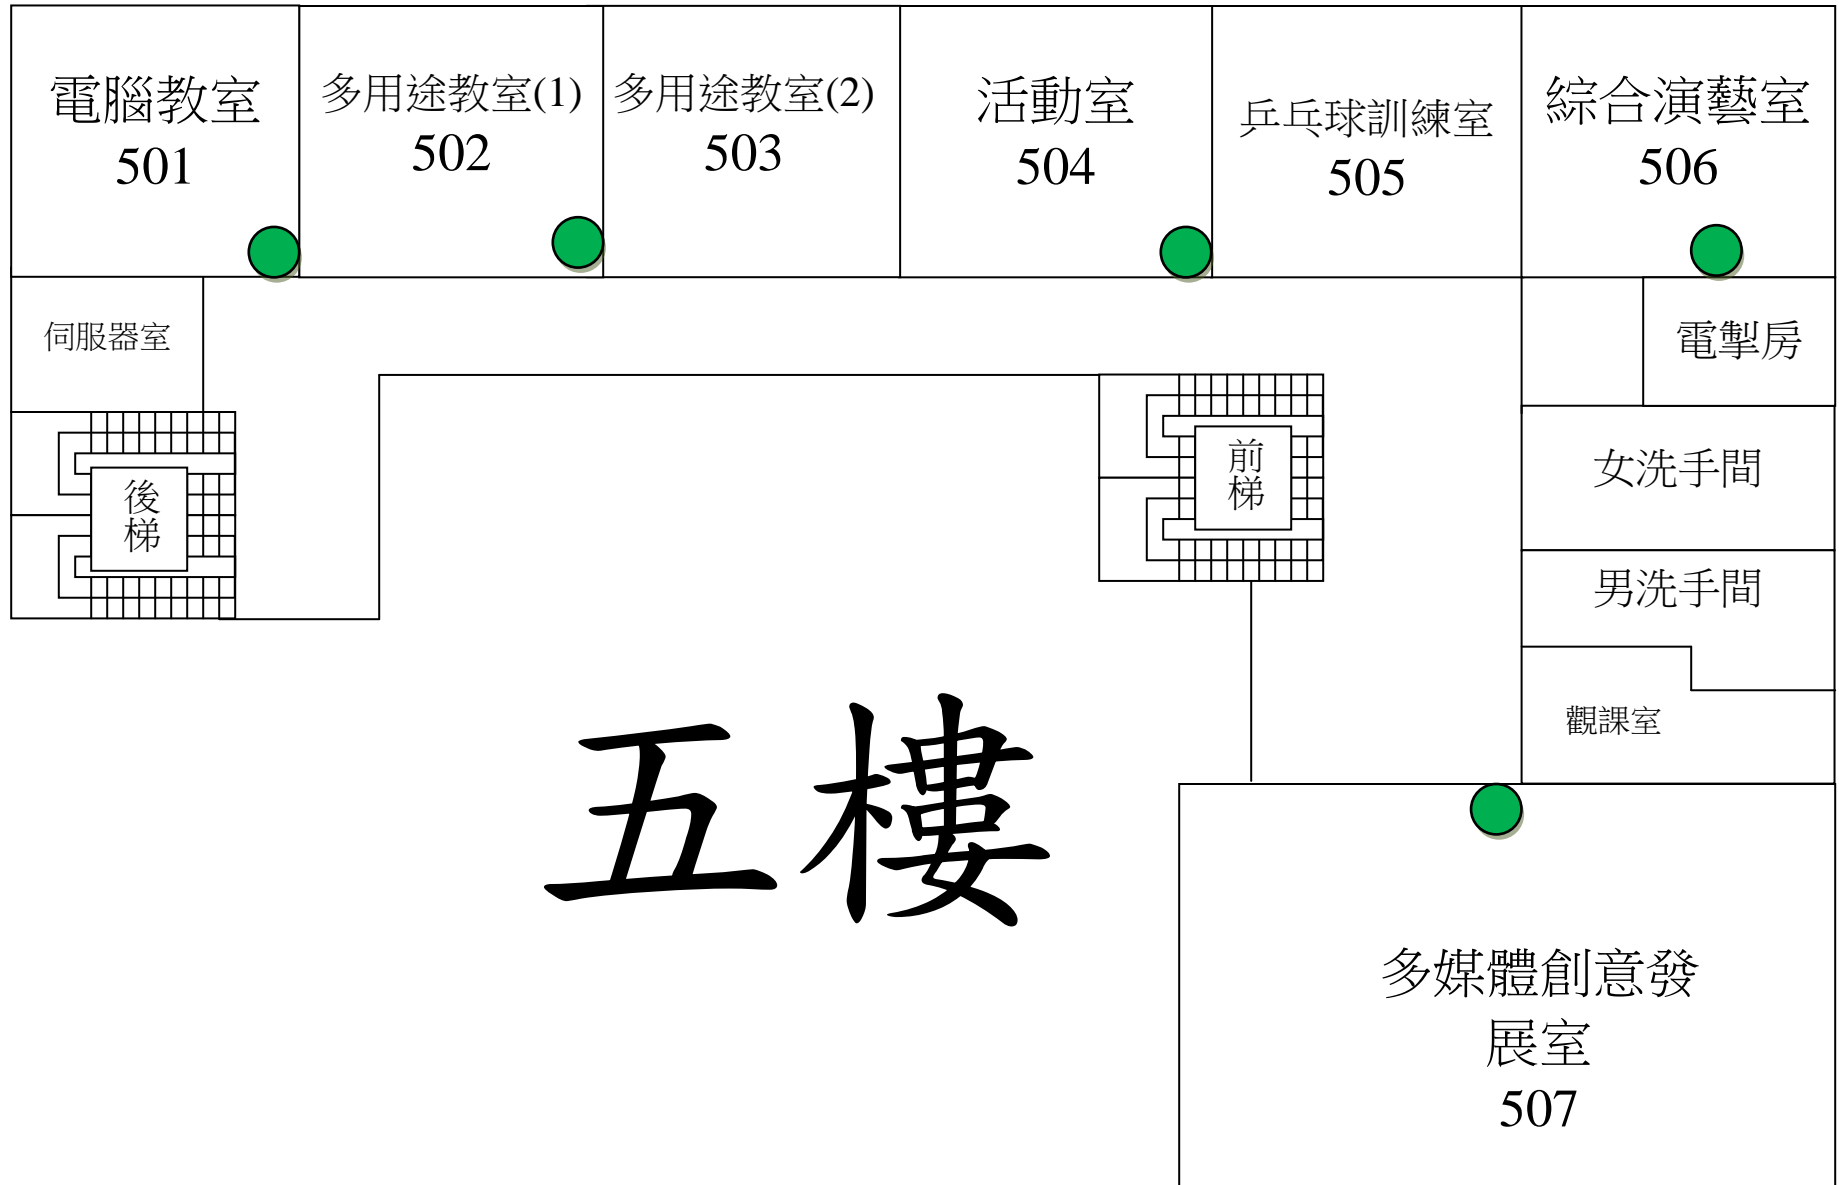 電腦教室
501
多用途教室(1)
502
多用途教室(2)
503
活動室
504
乒乓球訓練室
505
綜合演藝室
506
伺服器室
電掣房
後
梯
前
梯
女洗手間
男洗手間
觀課室
五樓
多媒體創意發
展室
507